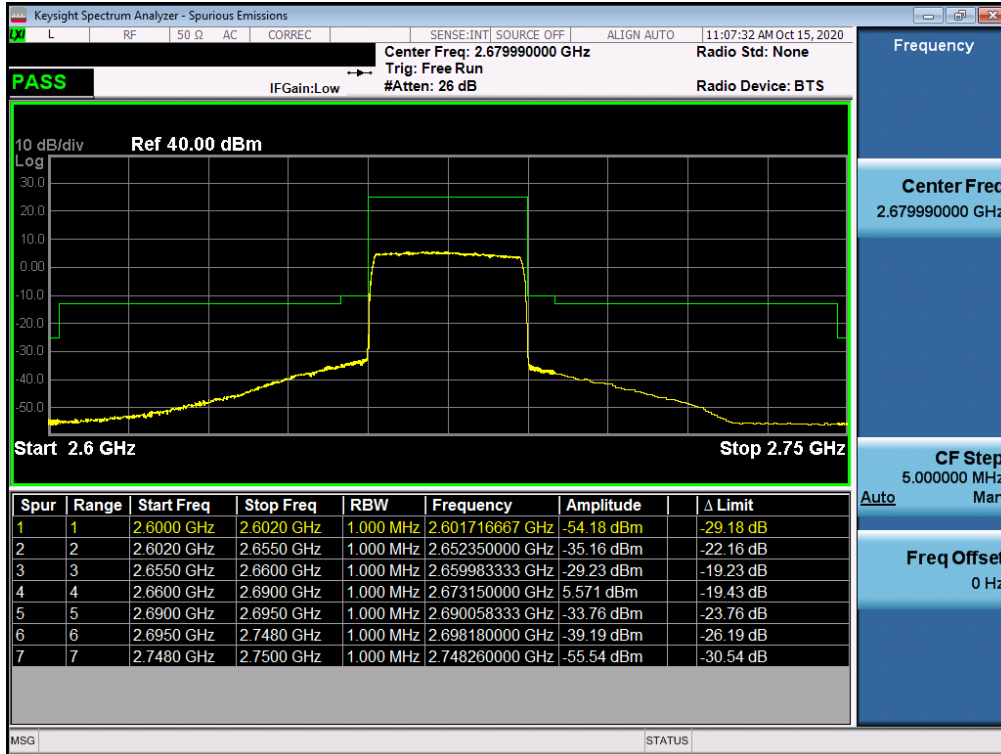 Keysight Spectrum Analyzer - Spurious Emissions
LXI L RF 50 Ω AC CORREC SENSE:INT SOURCE OFF ALIGN AUTO 11:07:32 AM Oct 15, 2020
Center Freq: 2.679990000 GHz Radio Std: None
Trig: Free Run
PASS IFGain:Low #Atten: 26 dB Radio Device: BTS
10 dB/div Ref 40.00 dBm
Log
30.0
20.0
10.0
0.00
-10.0
-20.0
-30.0
-40.0
-50.0
Start 2.6 GHz Stop 2.75 GHz
Spur Range Start Freq Stop Freq RBW Frequency Amplitude Δ Limit
1 1 2.6000 GHz 2.6020 GHz 1.000 MHz 2.601716667 GHz -54.18 dBm -29.18 dB
2 2 2.6020 GHz 2.6550 GHz 1.000 MHz 2.652350000 GHz -35.16 dBm -22.16 dB
3 3 2.6550 GHz 2.6600 GHz 1.000 MHz 2.659983333 GHz -29.23 dBm -19.23 dB
4 4 2.6600 GHz 2.6900 GHz 1.000 MHz 2.673150000 GHz 5.571 dBm -19.43 dB
5 5 2.6900 GHz 2.6950 GHz 1.000 MHz 2.690058333 GHz -33.76 dBm -23.76 dB
6 6 2.6950 GHz 2.7480 GHz 1.000 MHz 2.698180000 GHz -39.19 dBm -26.19 dB
7 7 2.7480 GHz 2.7500 GHz 1.000 MHz 2.748260000 GHz -55.54 dBm -30.54 dB
MSG STATUS
Frequency
Center Freq
2.679990000 GHz
CF Step
5.000000 MHz
Auto Man
Freq Offset
0 Hz